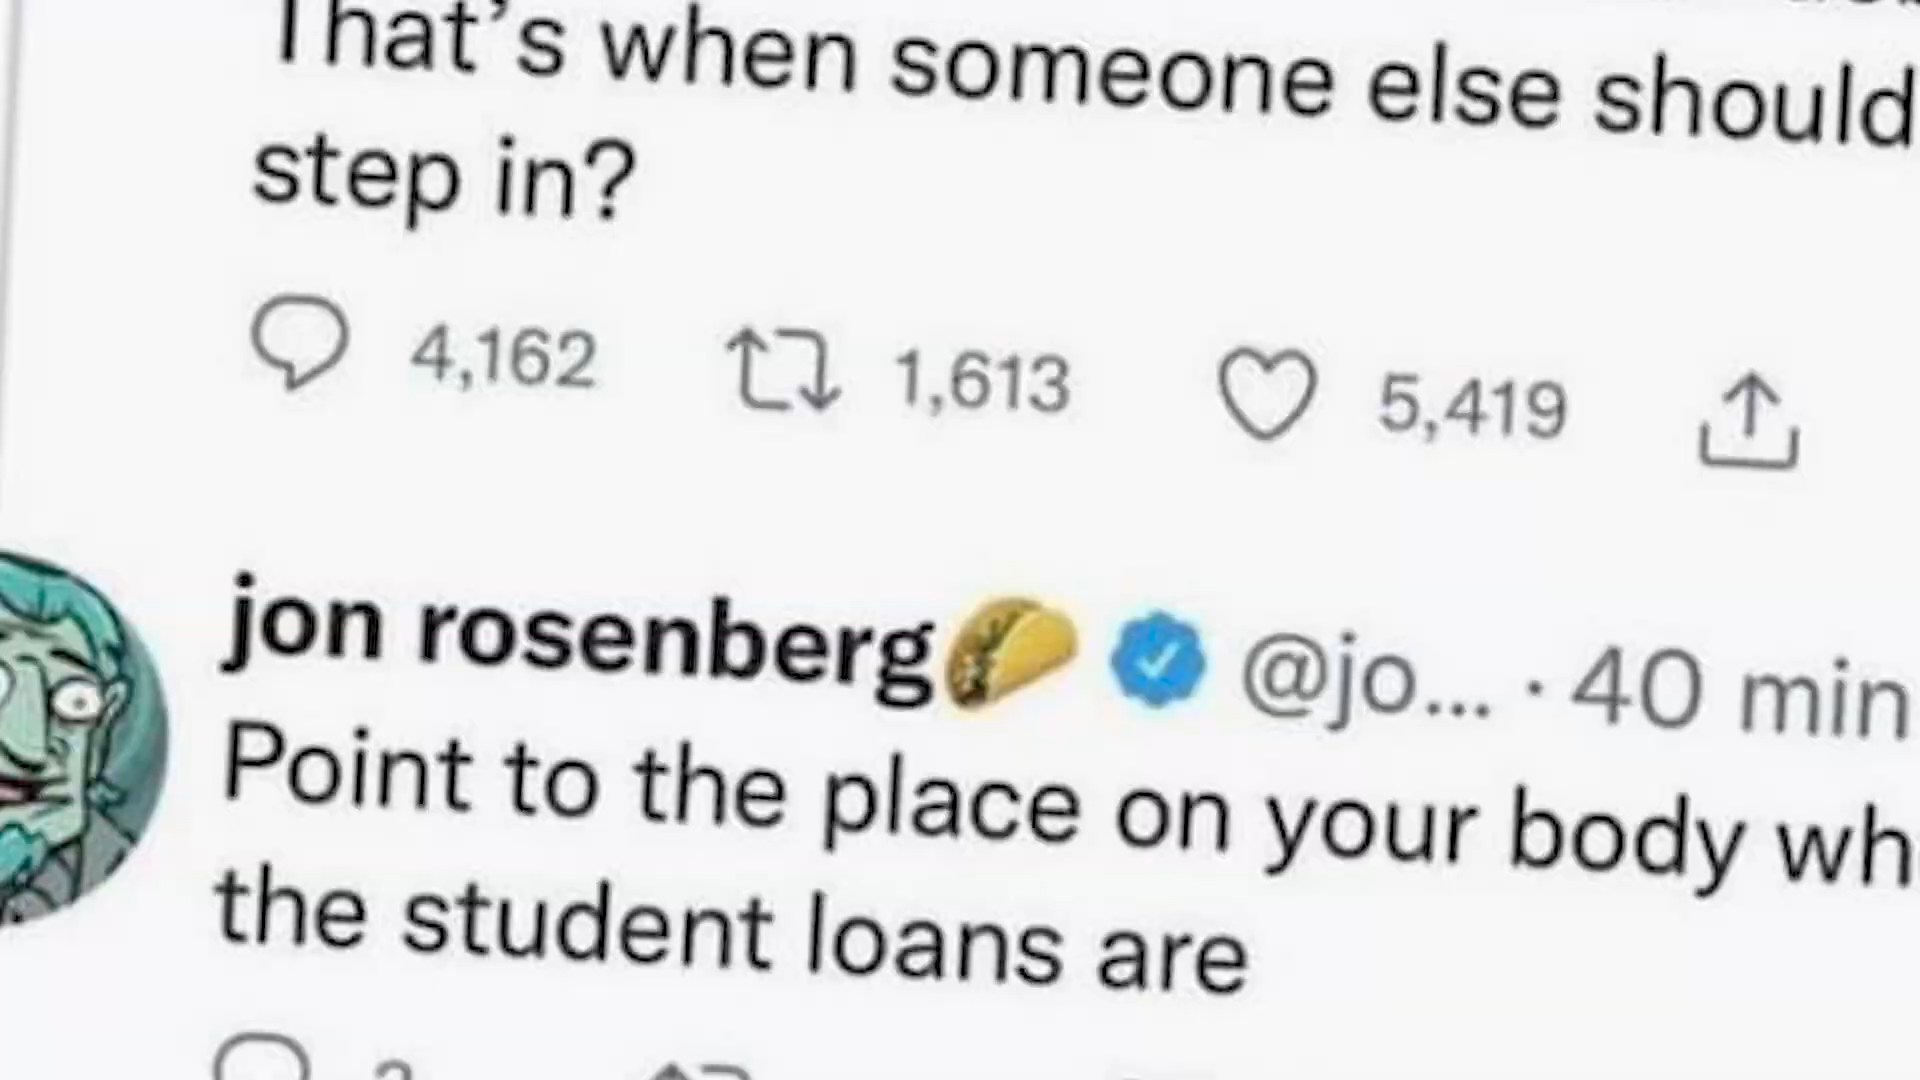 That's when someone else should
step in?
4,162 1,613 5,419
jon rosenberg🌮 @jo... · 40 min
Point to the place on your body wh
the student loans are